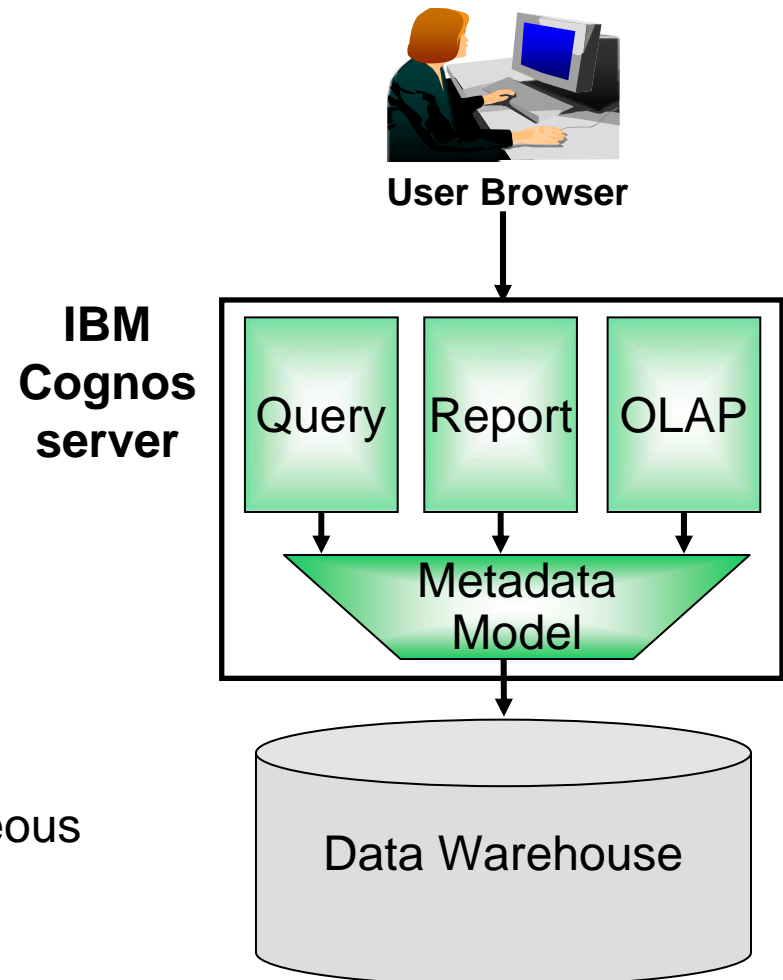 User Browser
IBM
Cognos
server
Query
Report
OLAP
Metadata
Model
Data Warehouse